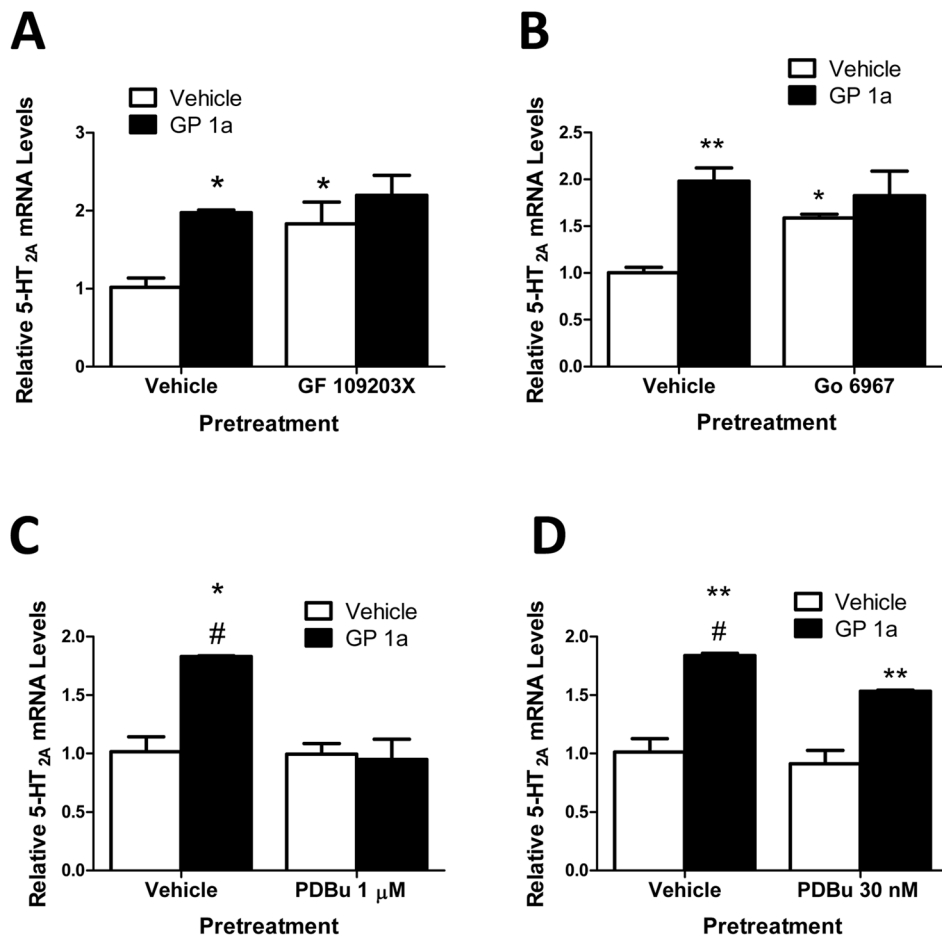 A
Vehicle
GP 1a
Relative 5-HT2A mRNA Levels
3
2
1
0
*
*
Vehicle
GF 109203X
Pretreatment
B
Vehicle
GP 1a
Relative 5-HT2A mRNA Levels
2.5
2.0
1.5
1.0
0.5
0.0
**
*
Vehicle
Go 6967
Pretreatment
C
Vehicle
GP 1a
Relative 5-HT2A mRNA Levels
2.0
1.5
1.0
0.5
0.0
*
#
Vehicle
PDBu 1 μM
Pretreatment
D
Vehicle
GP 1a
Relative 5-HT2A mRNA Levels
2.0
1.5
1.0
0.5
0.0
**
#
**
Vehicle
PDBu 30 nM
Pretreatment